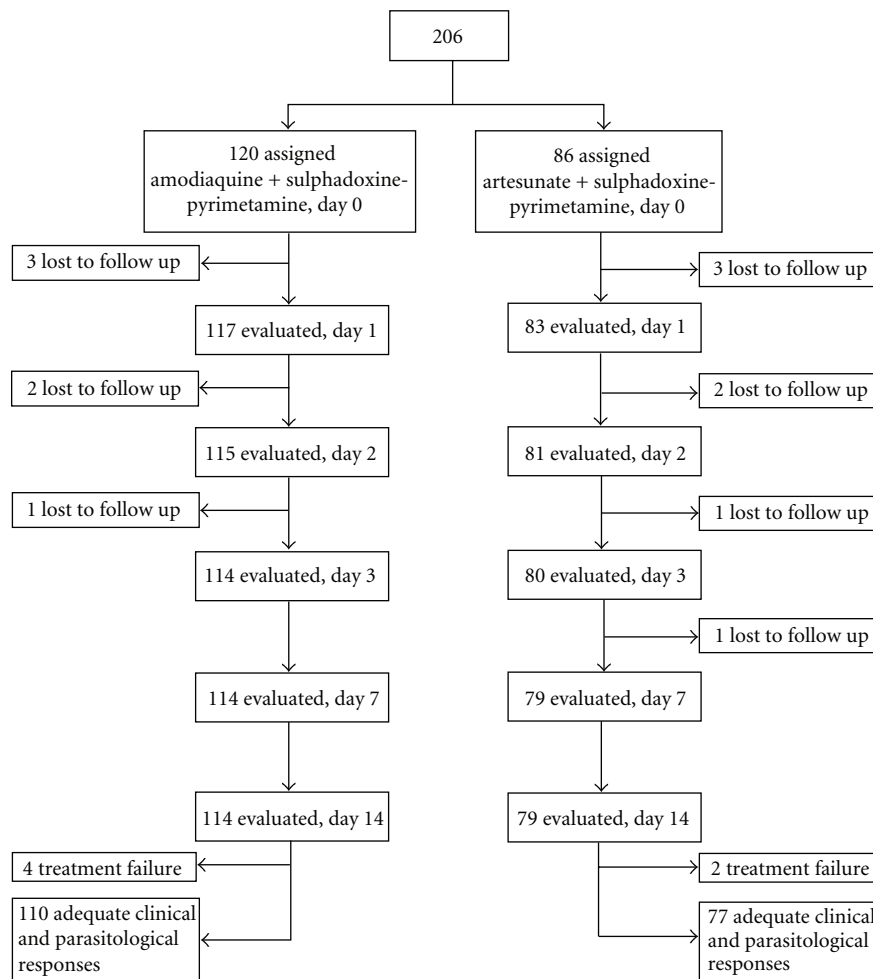 206
120 assigned
amodiaquine + sulphadoxine-
pyrimetamine, day 0
86 assigned
artesunate + sulphadoxine-
pyrimetamine, day 0
3 lost to follow up
3 lost to follow up
117 evaluated, day 1
83 evaluated, day 1
2 lost to follow up
2 lost to follow up
115 evaluated, day 2
81 evaluated, day 2
1 lost to follow up
1 lost to follow up
114 evaluated, day 3
80 evaluated, day 3
1 lost to follow up
114 evaluated, day 7
79 evaluated, day 7
114 evaluated, day 14
79 evaluated, day 14
4 treatment failure
2 treatment failure
110 adequate clinical
and parasitological
responses
77 adequate clinical
and parasitological
responses